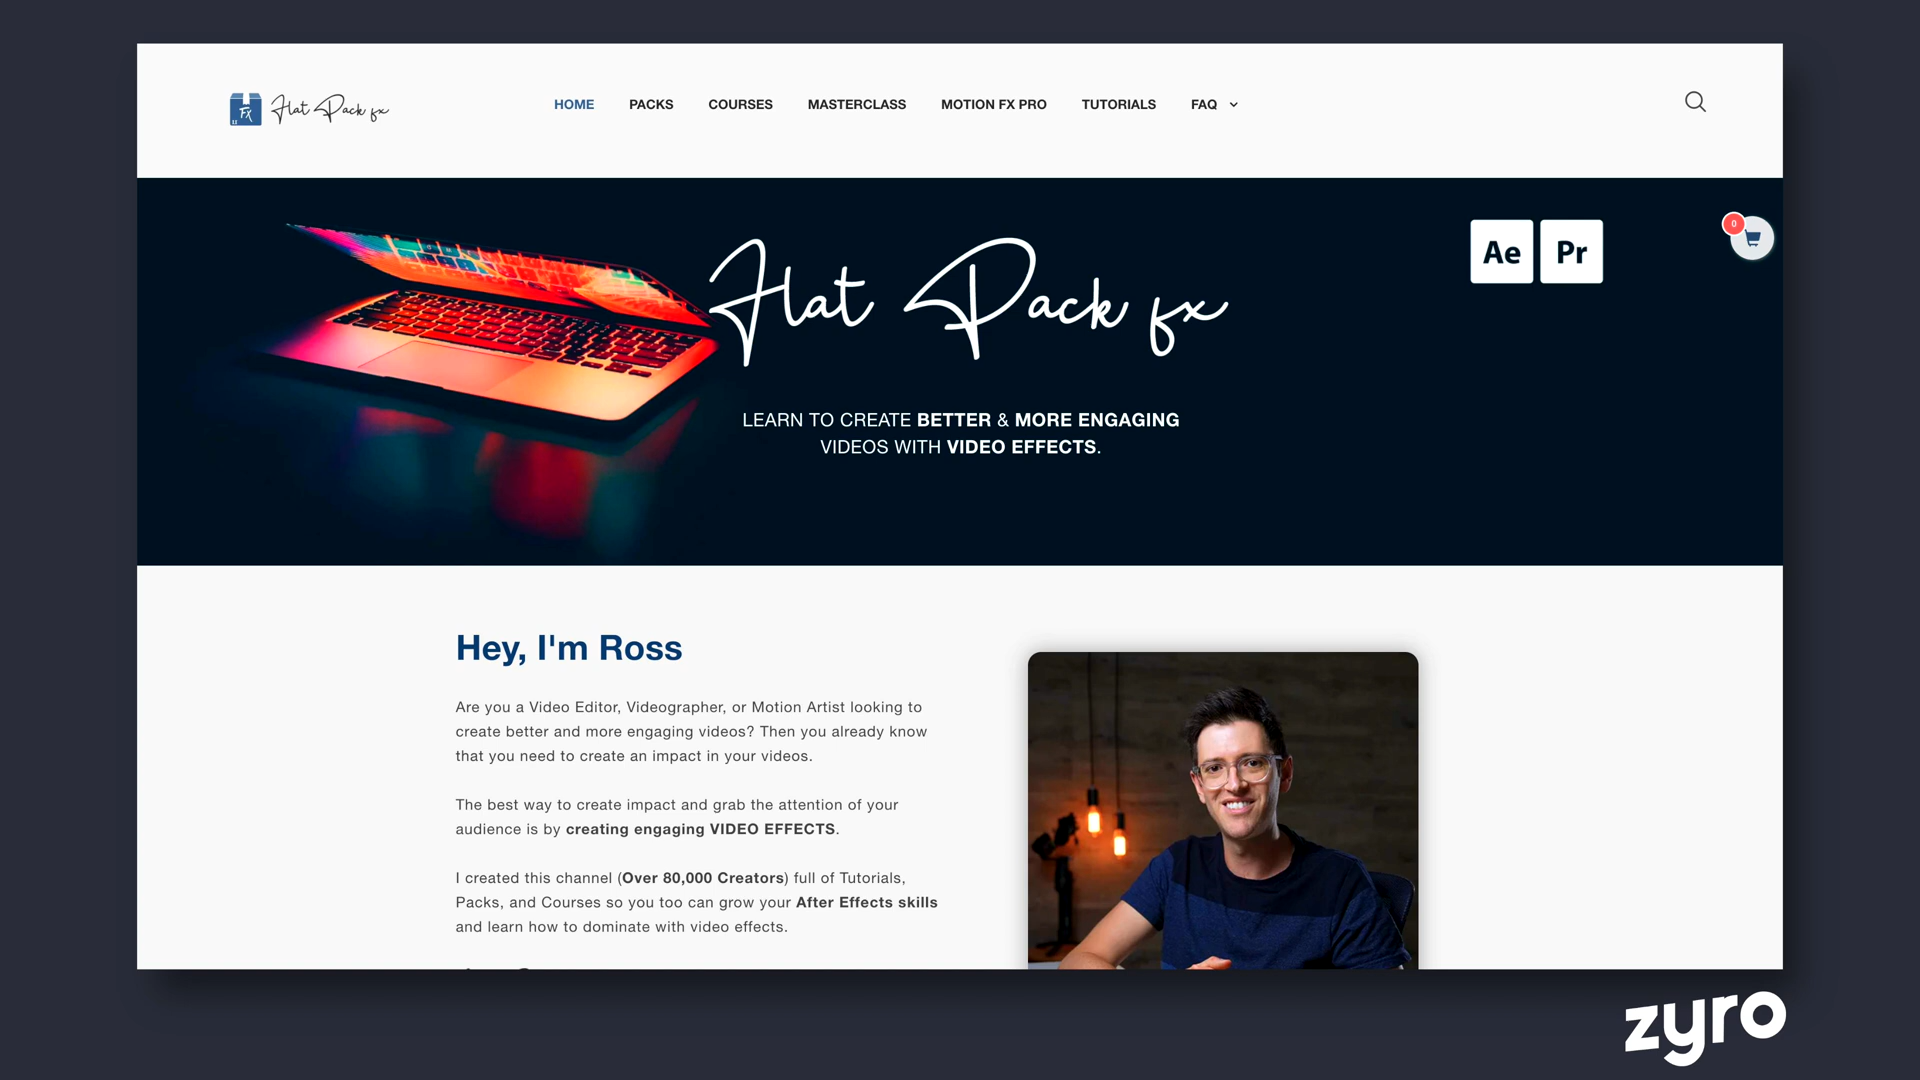 FX
Flat Pack fx
HOME PACKS COURSES MASTERCLASS MOTION FX PRO TUTORIALS FAQ
Flat Pack fx
Ae Pr
0
LEARN TO CREATE BETTER & MORE ENGAGING
VIDEOS WITH VIDEO EFFECTS.
Hey, I'm Ross
Are you a Video Editor, Videographer, or Motion Artist looking to
create better and more engaging videos? Then you already know
that you need to create an impact in your videos.
The best way to create impact and grab the attention of your
audience is by creating engaging VIDEO EFFECTS.
I created this channel (Over 80,000 Creators) full of Tutorials,
Packs, and Courses so you too can grow your After Effects skills
and learn how to dominate with video effects.
zyro